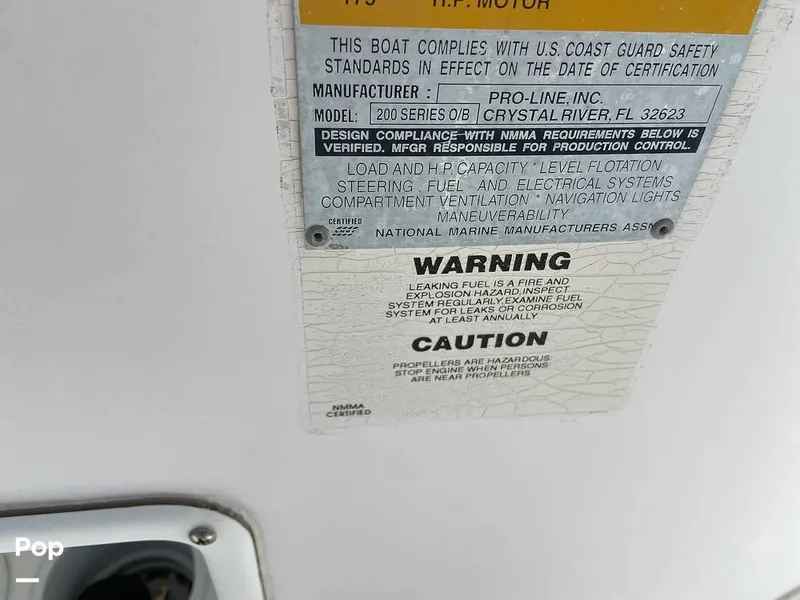 175 H.P. MOTOR
THIS BOAT COMPLIES WITH U.S. COAST GUARD SAFETY
STANDARDS IN EFFECT ON THE DATE OF CERTIFICATION
MANUFACTURER : PRO-LINE, INC.
MODEL: 200 SERIES O/B CRYSTAL RIVER, FL 32623
DESIGN COMPLIANCE WITH NMMA REQUIREMENTS BELOW IS
VERIFIED. MFGR RESPONSIBLE FOR PRODUCTION CONTROL.
LOAD AND H.P. CAPACITY * LEVEL FLOTATION
STEERING, FUEL AND ELECTRICAL SYSTEMS
COMPARTMENT VENTILATION * NAVIGATION LIGHTS
MANEUVERABILITY
CERTIFIED
NATIONAL MARINE MANUFACTURERS ASSN
WARNING
LEAKING FUEL IS A FIRE AND
EXPLOSION HAZARD, INSPECT
SYSTEM REGULARLY, EXAMINE FUEL
SYSTEM FOR LEAKS OR CORROSION
AT LEAST ANNUALLY
CAUTION
PROPELLERS ARE HAZARDOUS
STOP ENGINE WHEN PERSONS
ARE NEAR PROPELLERS
NMMA
CERTIFIED
Pop